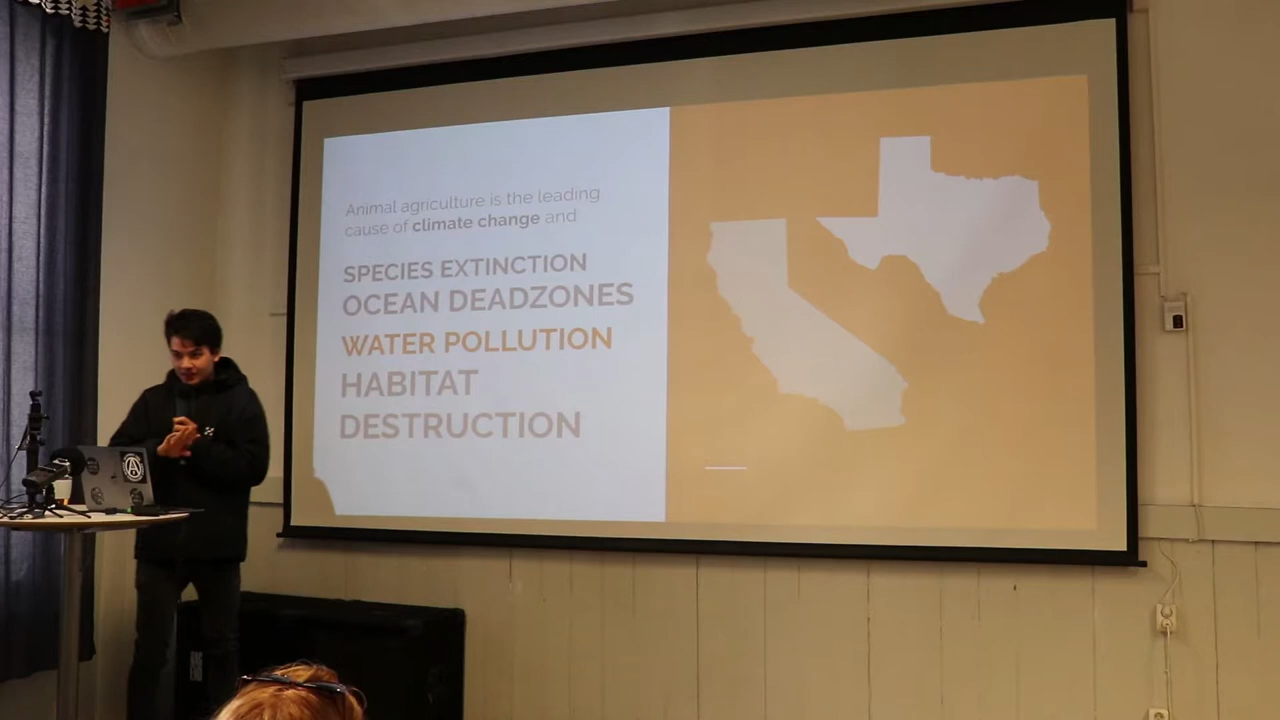 Animal agriculture is the leading
cause of climate change and
SPECIES EXTINCTION
OCEAN DEADZONES
WATER POLLUTION
HABITAT
DESTRUCTION